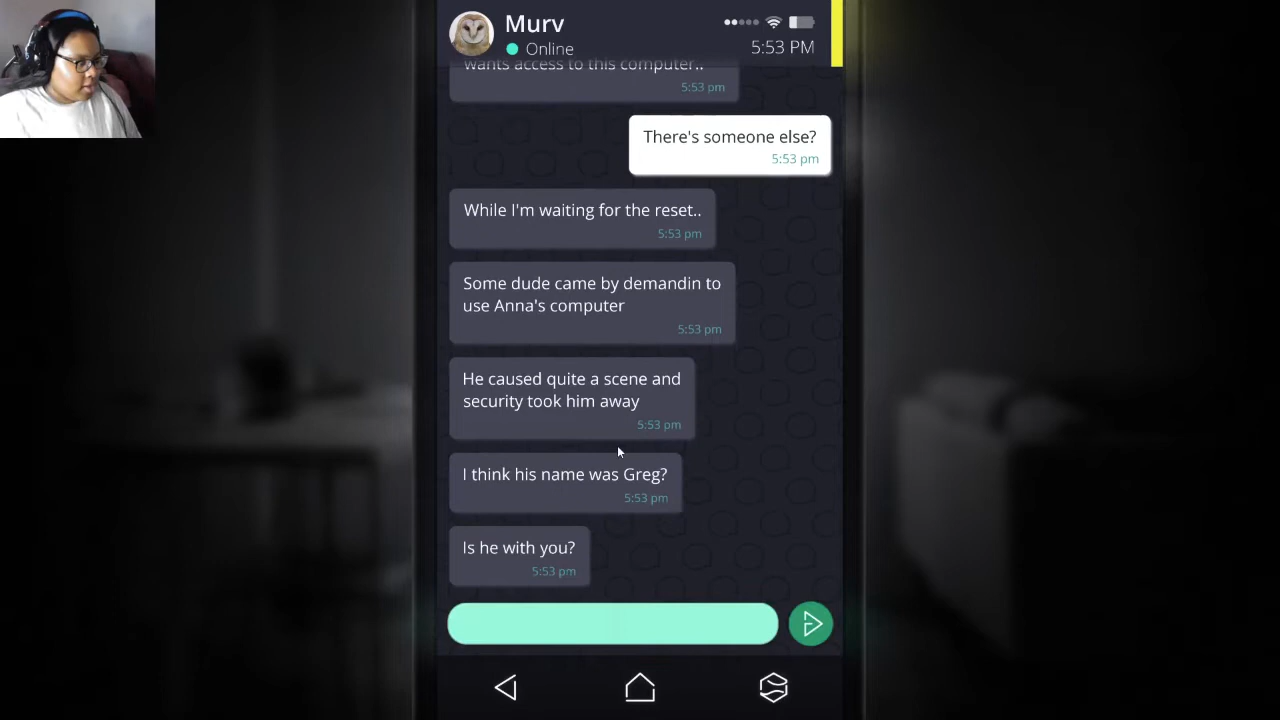 Murv
Online
5:53 PM
wants access to this computer..
5:53 pm
There's someone else?
5:53 pm
While I'm waiting for the reset..
5:53 pm
Some dude came by demandin to
use Anna's computer
5:53 pm
He caused quite a scene and
security took him away
5:53 pm
I think his name was Greg?
5:53 pm
Is he with you?
5:53 pm